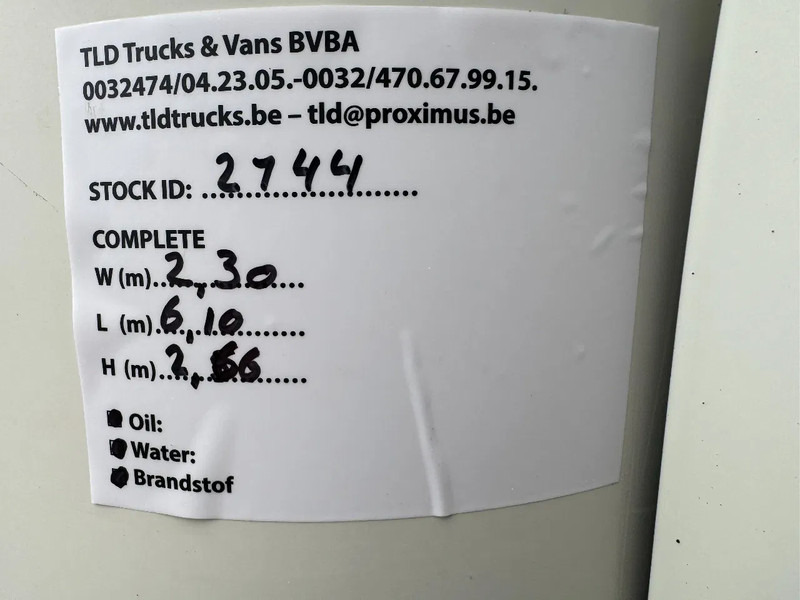 TLD Trucks & Vans BVBA
0032474/04.23.05.-0032/470.67.99.15.
www.tldtrucks.be – tld@proximus.be
STOCK ID: 2744
COMPLETE
W (m) 2,30
L (m) 6,10
H (m) 2,66
Oil:
Water:
Brandstof